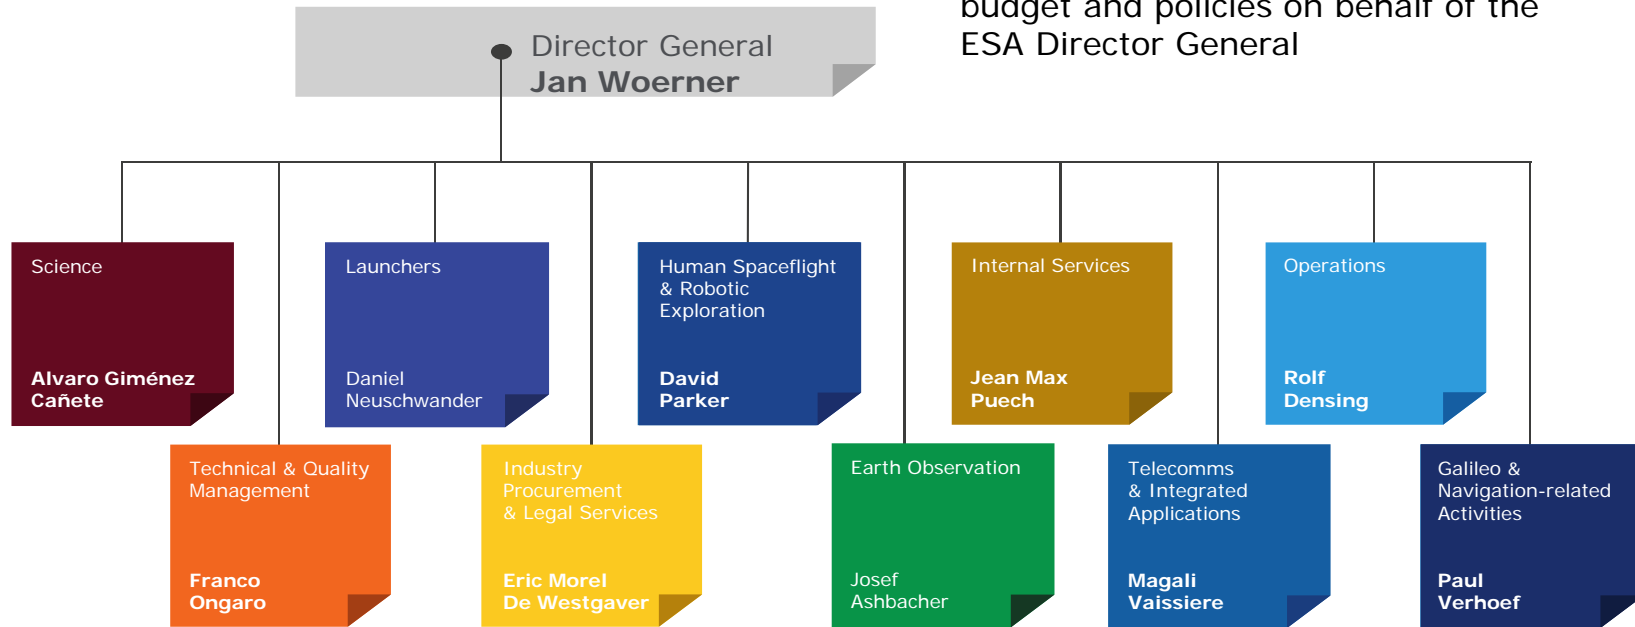 budget and policies on behalf of the
ESA Director General
Director General
Jan Woerner
Science
Alvaro Giménez
Cañete
Launchers
Daniel
Neuschwander
Human Spaceflight
& Robotic
Exploration
David
Parker
Internal Services
Jean Max
Puech
Operations
Rolf
Densing
Technical & Quality
Management
Franco
Ongaro
Industry
Procurement
& Legal Services
Eric Morel
De Westgaver
Earth Observation
Josef
Ashbacher
Telecomms
& Integrated
Applications
Magali
Vaissiere
Galileo &
Navigation-related
Activities
Paul
Verhoef